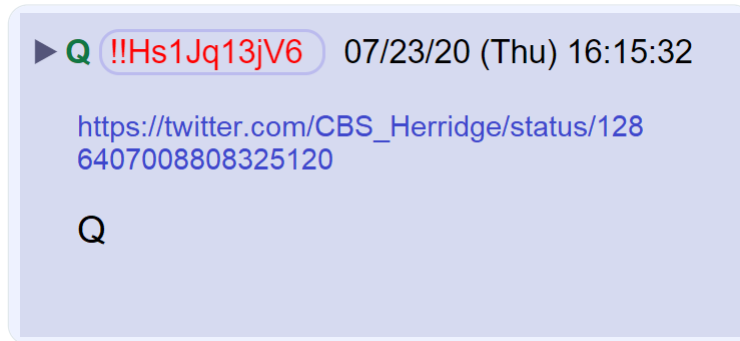 Q !!Hs1Jq13jV6 07/23/20 (Thu) 16:15:32
https://twitter.com/CBS_Herridge/status/128
6407008808325120
Q